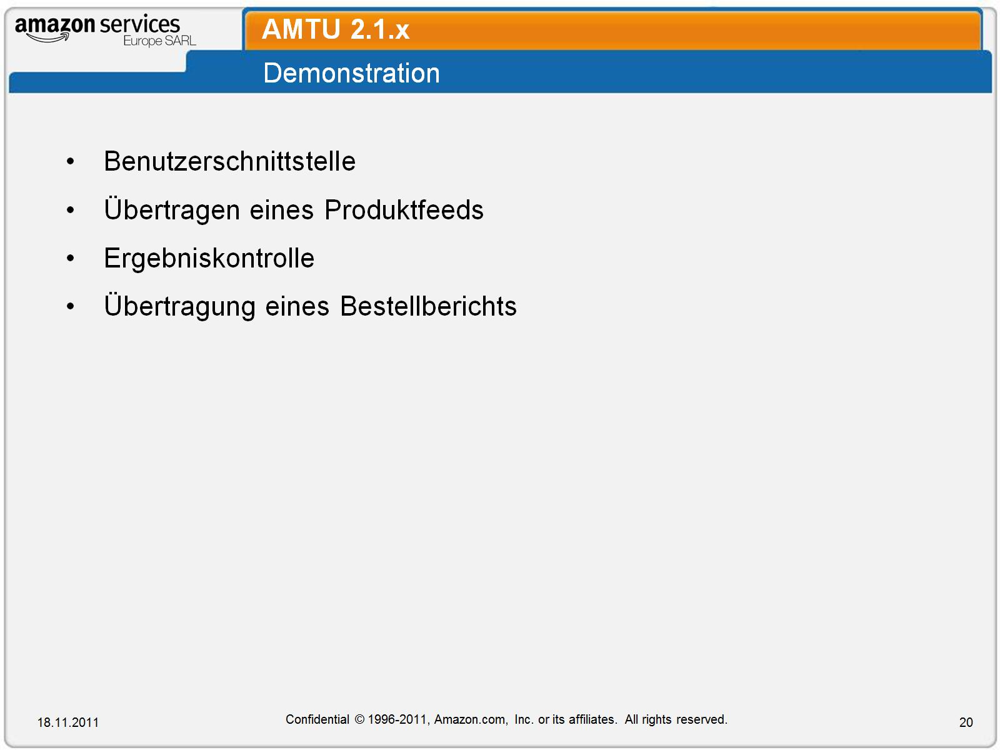 amazon services
Europe SARL
AMTU 2.1.x
Demonstration
• Benutzerschnittstelle
• Übertragen eines Produktfeeds
• Ergebniskontrolle
• Übertragung eines Bestellberichts
18.11.2011
Confidential © 1996-2011, Amazon.com, Inc. or its affiliates. All rights reserved.
20